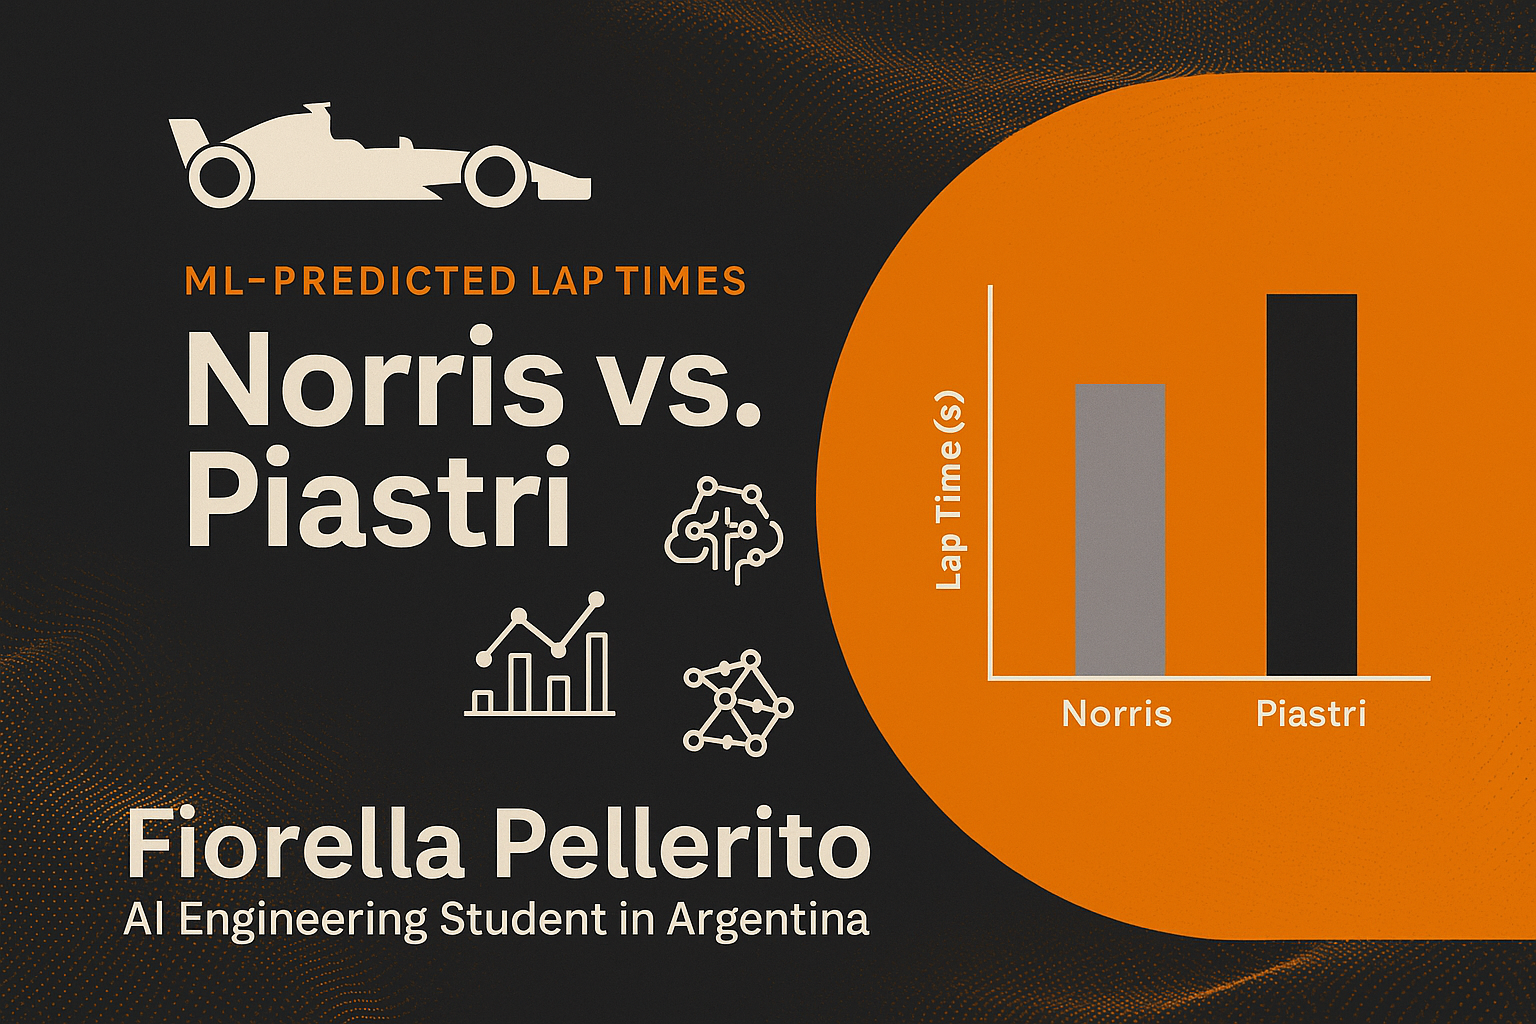 ML-PREDICTED LAP TIMES
Norris vs.
Piastri
Fiorella Pellerito
AI Engineering Student in Argentina
Lap Time (s)
Norris
Piastri